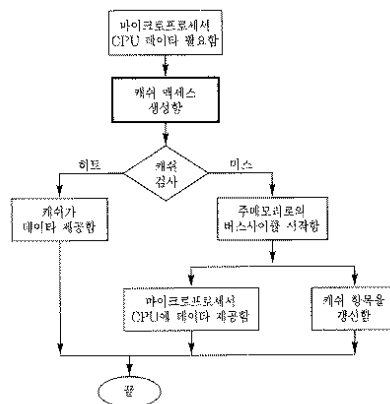 마이크로프로세서
CPU 데이타 필요함
캐쉬 액세스
생성함
히트
캐쉬
검사
미스
캐쉬가
데이타 제공함
주메모리로의
버스사이클 시작함
마이크로프로세서
CPU에 데이타 제공함
캐쉬 항목을
갱신함
끝